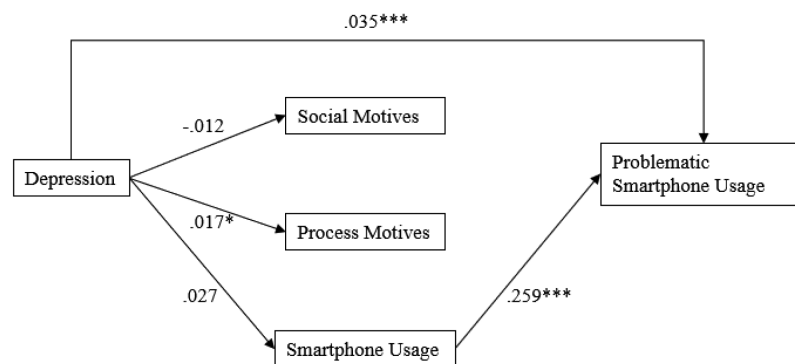 .035***
Social Motives
-.012
Problematic
Smartphone Usage
Depression
.017*
Process Motives
.027
.259***
Smartphone Usage